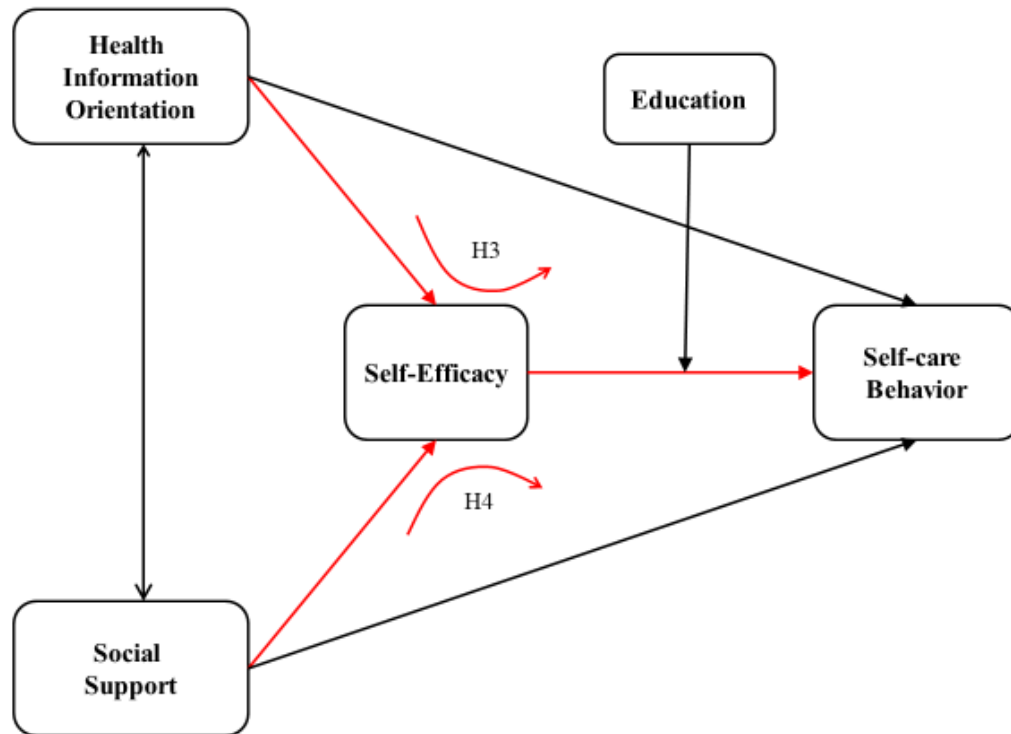 Health
Information
Orientation
Education
H3
Self-Efficacy
Self-care
Behavior
H4
Social
Support